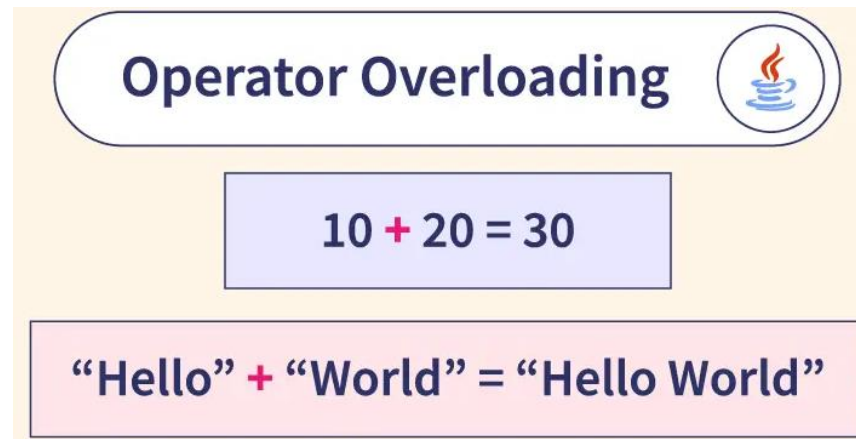 Operator Overloading
10 + 20 = 30
“Hello” + “World” = “Hello World”